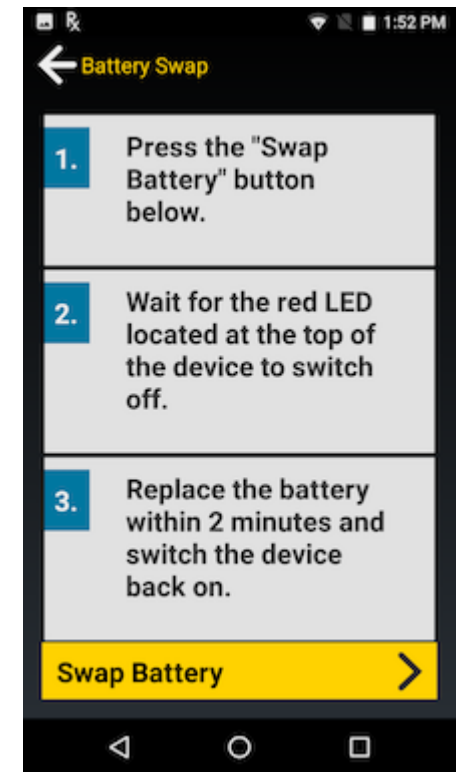 ℞ 1:52 PM
Battery Swap
1.
Press the "Swap
Battery" button
below.
2.
Wait for the red LED
located at the top of
the device to switch
off.
3.
Replace the battery
within 2 minutes and
switch the device
back on.
Swap Battery